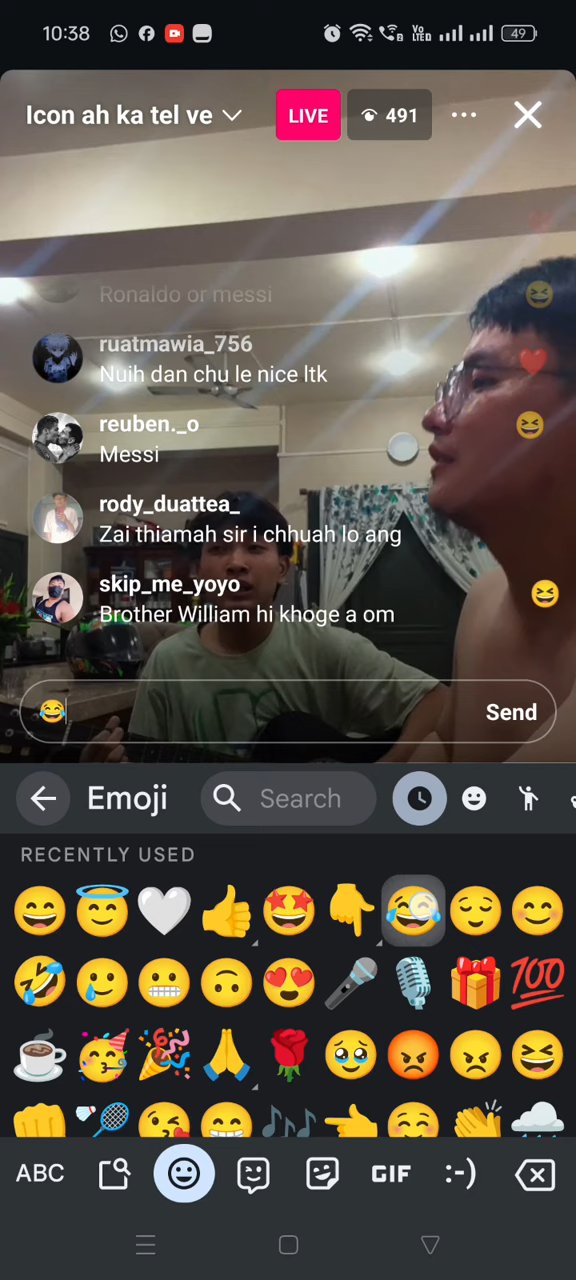 10:38
Vo
LTED
49
Icon ah ka tel ve
LIVE
491
Ronaldo or messi
ruatmawia_756
Nuih dan chu le nice ltk
reuben._o
Messi
rody_duattea_
Zai thiamah sir i chhuah lo ang
skip_me_yoyo
Brother William hi khoge a om
Send
Emoji
Search
RECENTLY USED
ABC
GIF
:-)